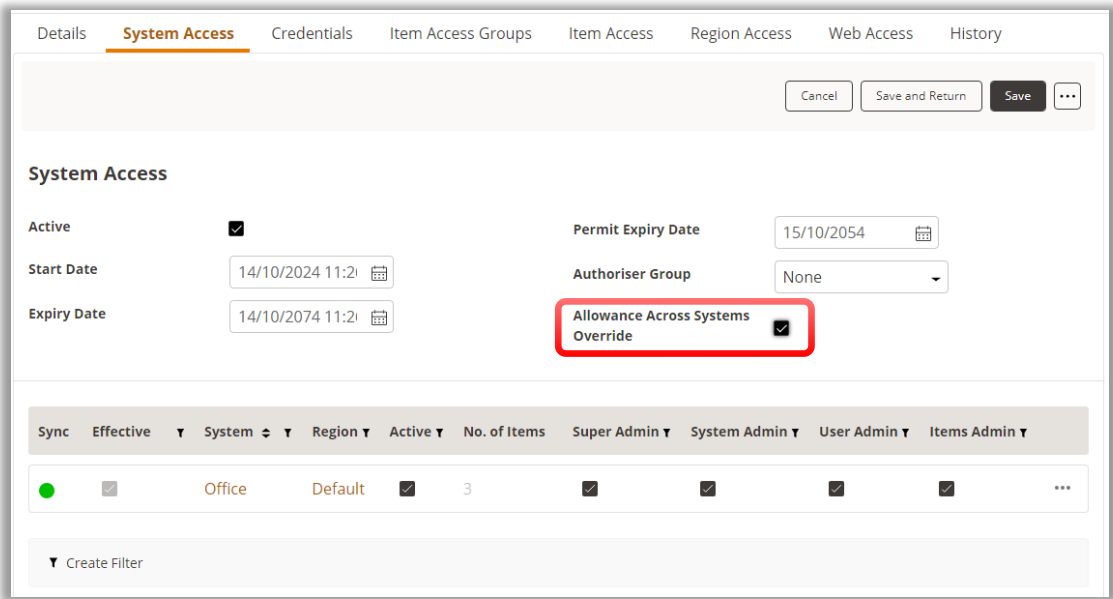 Details System Access Credentials Item Access Groups Item Access Region Access Web Access History
Cancel Save and Return Save ...
System Access
Active
Permit Expiry Date 15/10/2054
Start Date 14/10/2024 11:2
Authoriser Group None
Expiry Date 14/10/2074 11:2
Allowance Across Systems
Override
Sync Effective System Region Active No. of Items Super Admin System Admin User Admin Items Admin
Office Default 3 ...
Create Filter